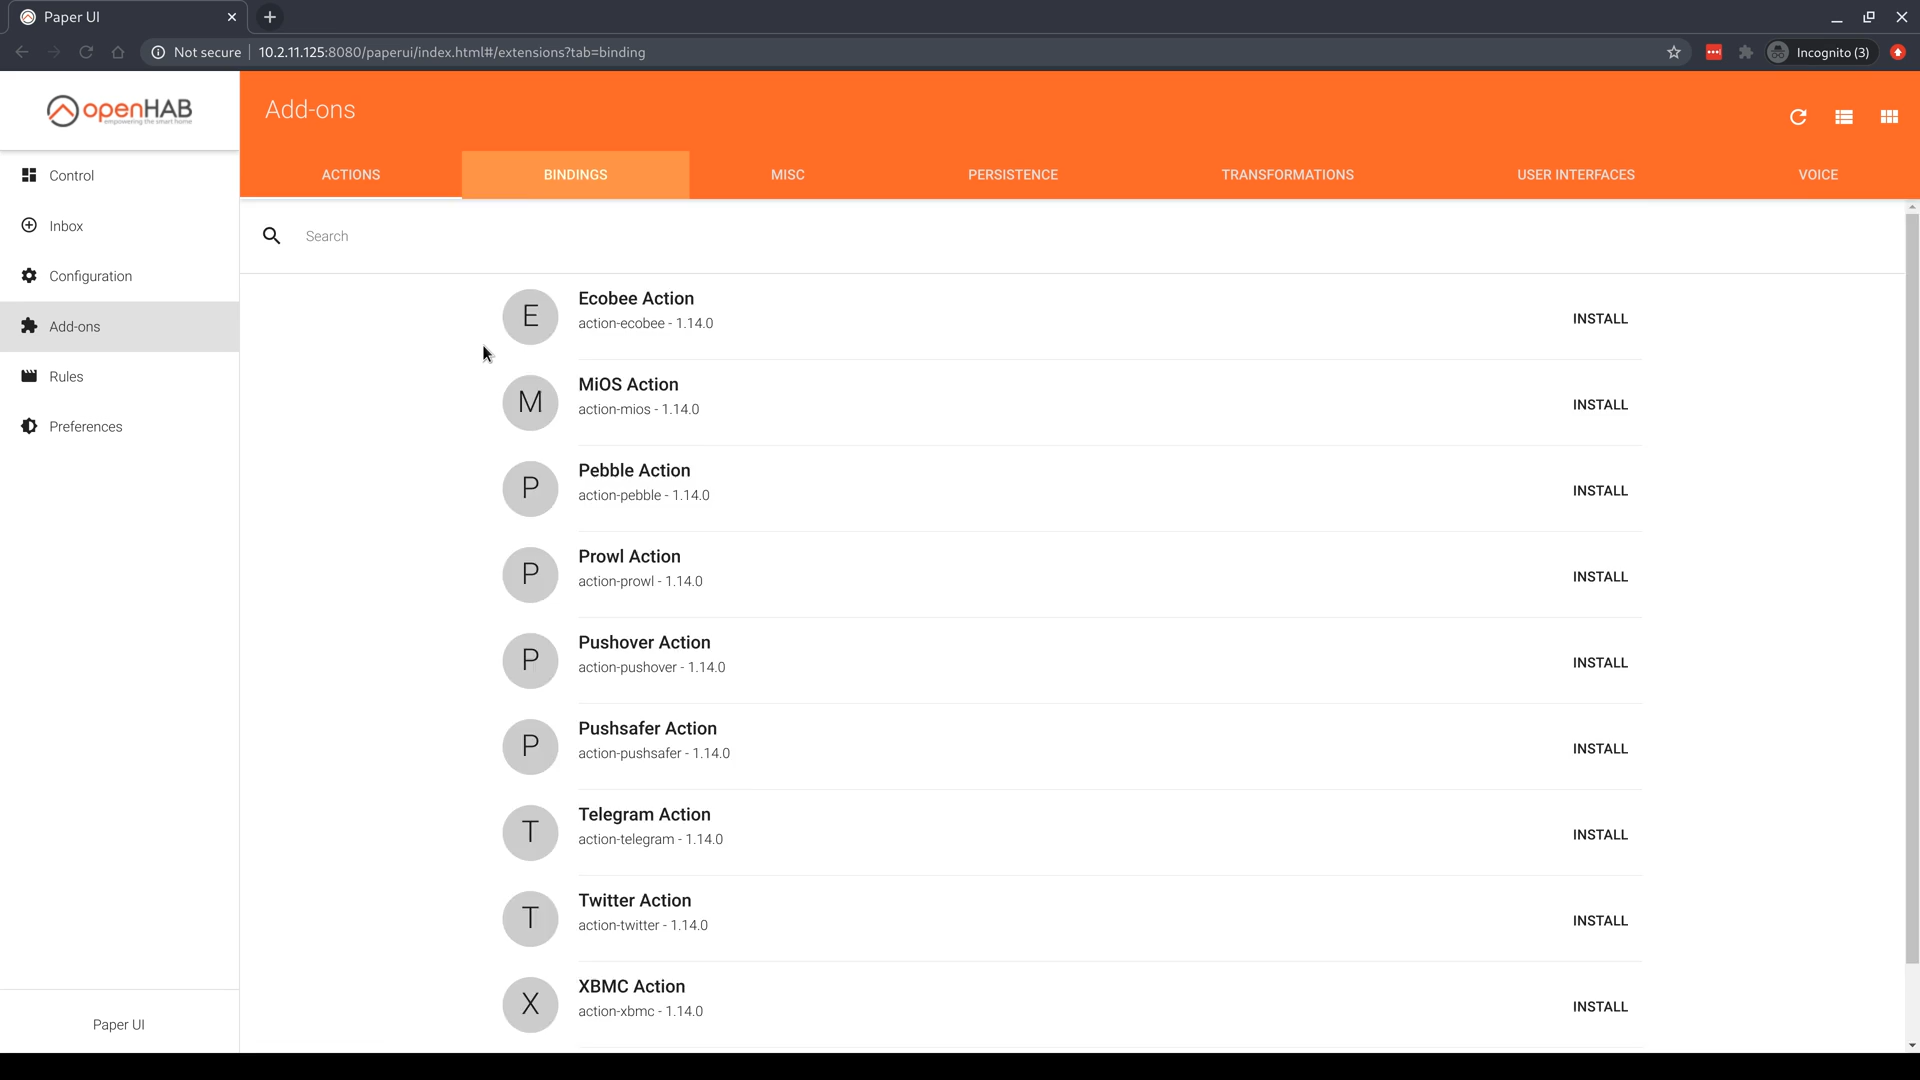 Paper UI
Not secure
10.2.11.125:8080/paperui/index.html#/extensions?tab=binding
Incognito (3)
openHAB
empowering the smart home
Add-ons
ACTIONS
BINDINGS
MISC
PERSISTENCE
TRANSFORMATIONS
USER INTERFACES
VOICE
Control
Inbox
Configuration
Add-ons
Rules
Preferences
Paper UI
Search
E
Ecobee Action
action-ecobee - 1.14.0
INSTALL
M
MiOS Action
action-mios - 1.14.0
INSTALL
P
Pebble Action
action-pebble - 1.14.0
INSTALL
P
Prowl Action
action-prowl - 1.14.0
INSTALL
P
Pushover Action
action-pushover - 1.14.0
INSTALL
P
Pushsafer Action
action-pushsafer - 1.14.0
INSTALL
T
Telegram Action
action-telegram - 1.14.0
INSTALL
T
Twitter Action
action-twitter - 1.14.0
INSTALL
X
XBMC Action
action-xbmc - 1.14.0
INSTALL